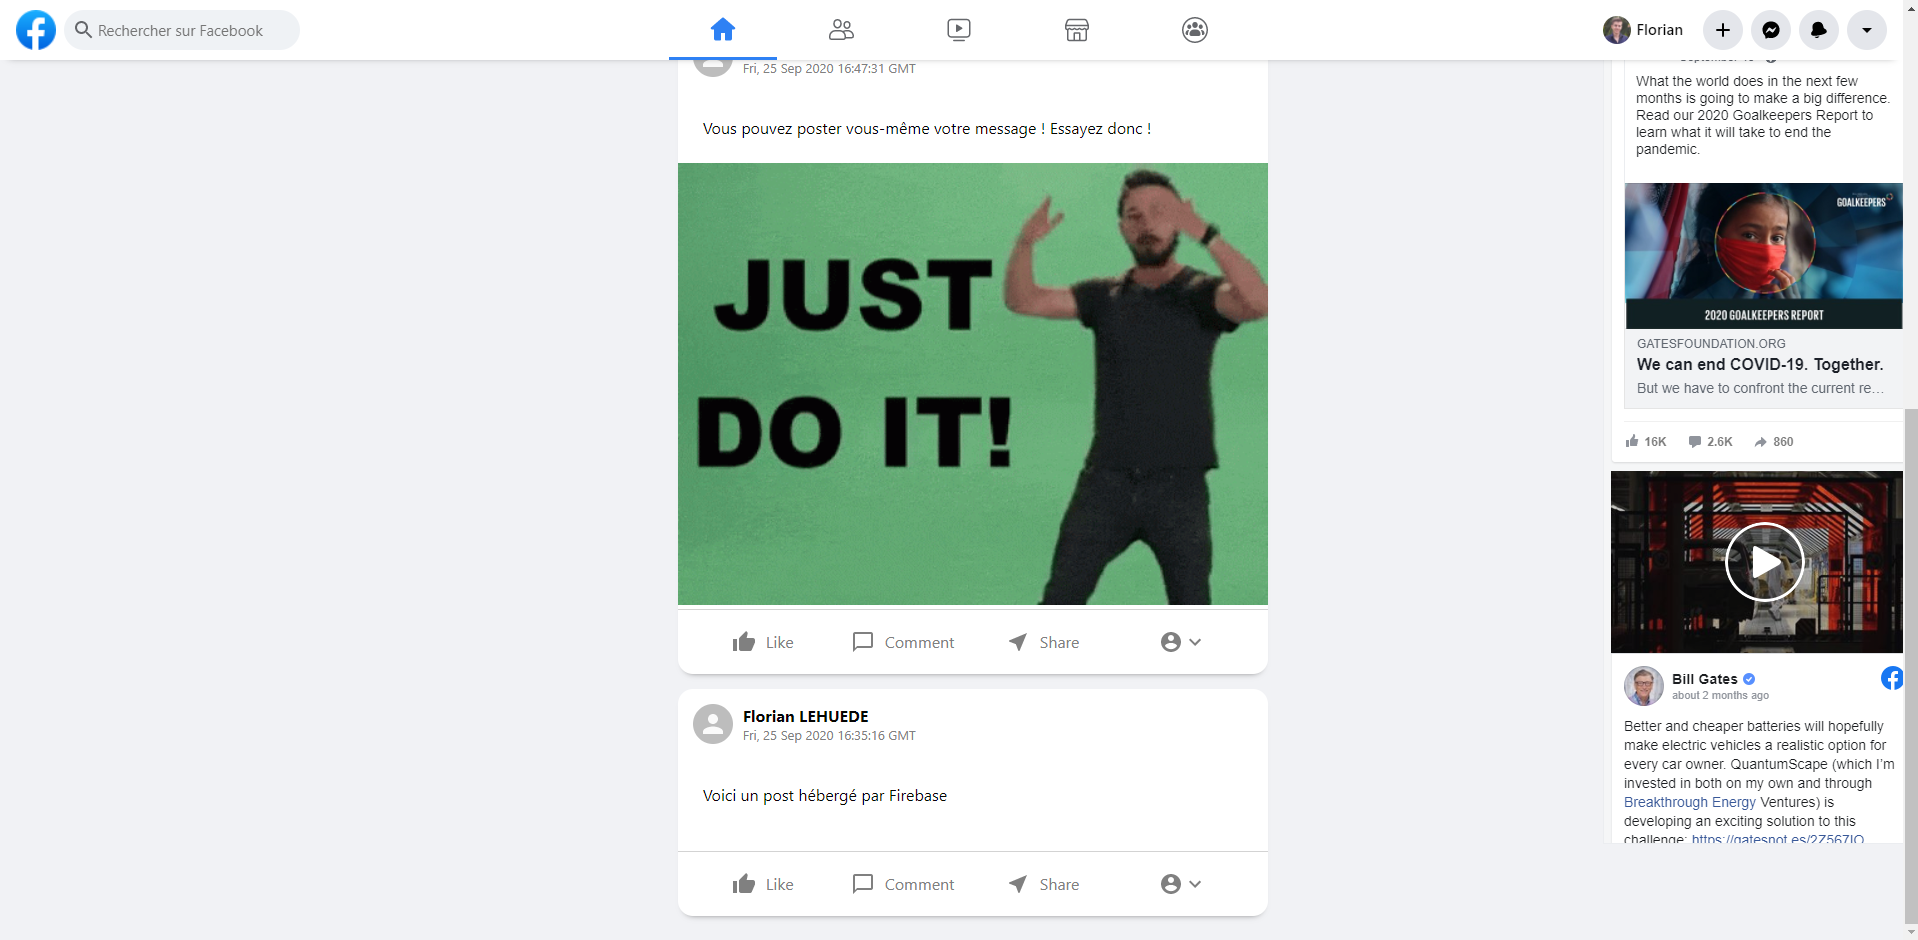 Rechercher sur Facebook
Florian
Fri, 25 Sep 2020 16:47:31 GMT
Vous pouvez poster vous-même votre message ! Essayez donc !
JUST
DO IT!
Like
Comment
Share
Florian LEHUEDE
Fri, 25 Sep 2020 16:35:16 GMT
Voici un post hébergé par Firebase
Like
Comment
Share
What the world does in the next few
months is going to make a big difference.
Read our 2020 Goalkeepers Report to
learn what it will take to end the
pandemic.
GOALKEEPERS
2020 GOALKEEPERS REPORT
GATESFOUNDATION.ORG
We can end COVID-19. Together.
But we have to confront the current re…
16K
2.6K
860
Bill Gates
about 2 months ago
Better and cheaper batteries will hopefully
make electric vehicles a realistic option for
every car owner. QuantumScape (which I'm
invested in both on my own and through
Breakthrough Energy Ventures) is
developing an exciting solution to this
challenge: